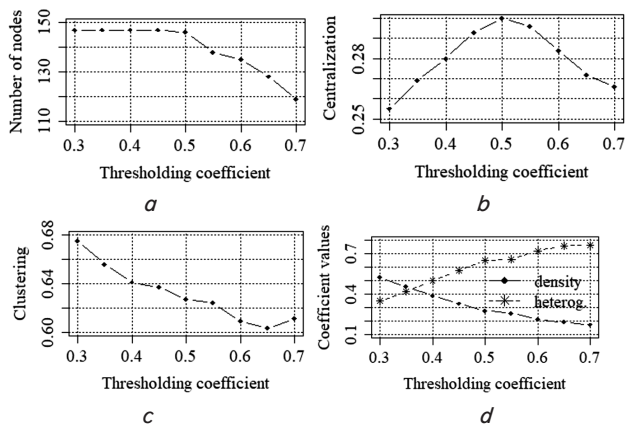 Number of nodes
150
130
110
0.3 0.4 0.5 0.6 0.7
Thresholding coefficient
a
Centralization
0.28
0.25
0.3 0.4 0.5 0.6 0.7
Thresholding coefficient
b
Clustering
0.68
0.64
0.60
0.3 0.4 0.5 0.6 0.7
Thresholding coefficient
c
Coefficient values
0.7
0.4
0.1
density
heterog.
0.3 0.4 0.5 0.6 0.7
Thresholding coefficient
d